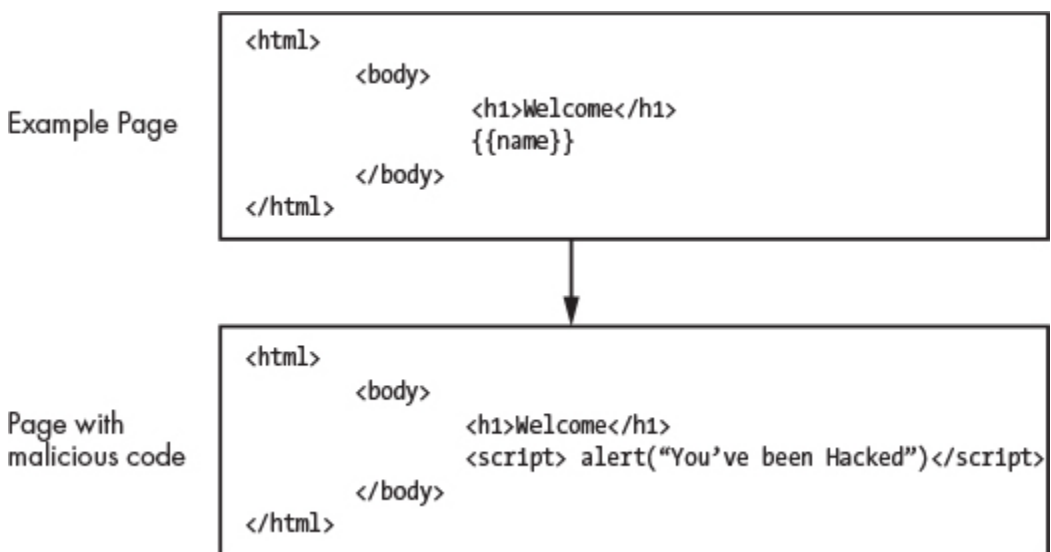 Example Page
<html>
<body>
<h1>Welcome</h1>
{{name}}
</body>
</html>
Page with
malicious code
<html>
<body>
<h1>Welcome</h1>
<script> alert(“You’ve been Hacked”)</script>
</body>
</html>